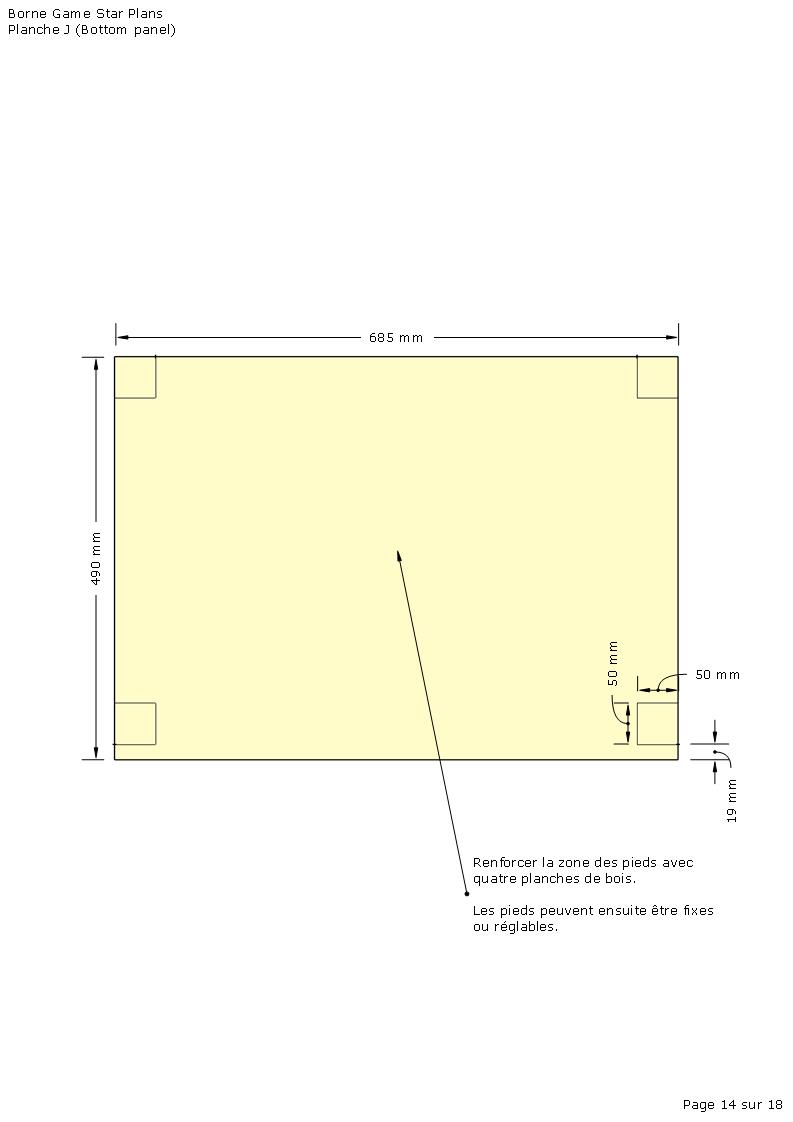 Borne Game Star Plans
Planche J (Bottom panel)
685 mm
490 mm
50 mm
50 mm
19 mm
Renforcer la zone des pieds avec
quatre planches de bois.
Les pieds peuvent ensuite être fixes
ou réglables.
Page 14 sur 18